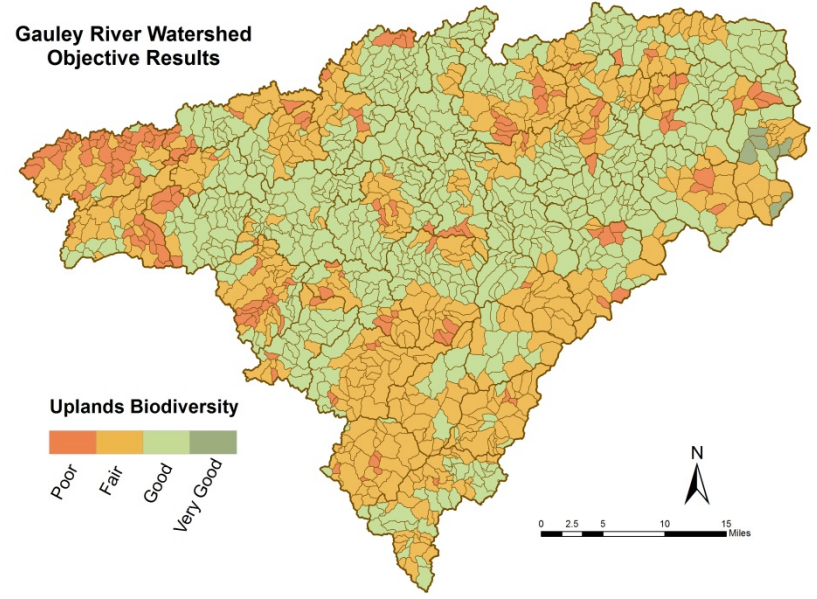 Gauley River Watershed
Objective Results
Uplands Biodiversity
Poor
Fair
Good
Very Good
N
0 2.5 5 10 15
Miles